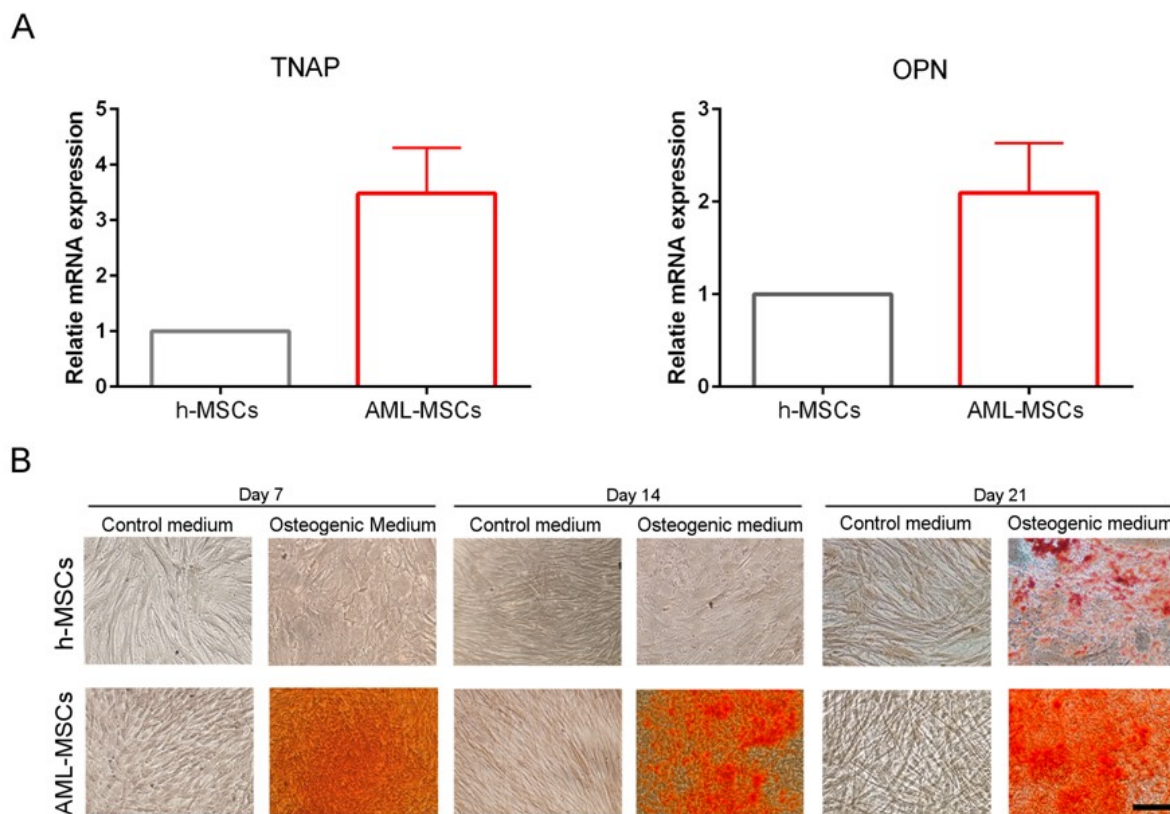 A
TNAP
Relatie mRNA expression
5
4
3
2
1
0
h-MSCs
AML-MSCs
OPN
Relatie mRNA expression
3
2
1
0
h-MSCs
AML-MSCs
B
Day 7
Day 14
Day 21
Control medium
Osteogenic Medium
Control medium
Osteogenic medium
Control medium
Osteogenic medium
h-MSCs
AML-MSCs